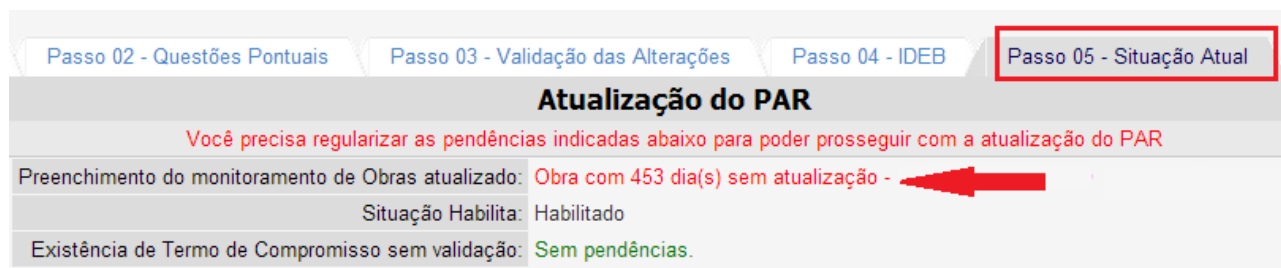 Passo 02 - Questões Pontuais Passo 03 - Validação das Alterações Passo 04 - IDEB Passo 05 - Situação Atual
Atualização do PAR
Você precisa regularizar as pendências indicadas abaixo para poder prosseguir com a atualização do PAR
Preenchimento do monitoramento de Obras atualizado: Obra com 453 dia(s) sem atualização -
Situação Habilita: Habilitado
Existência de Termo de Compromisso sem validação: Sem pendências.